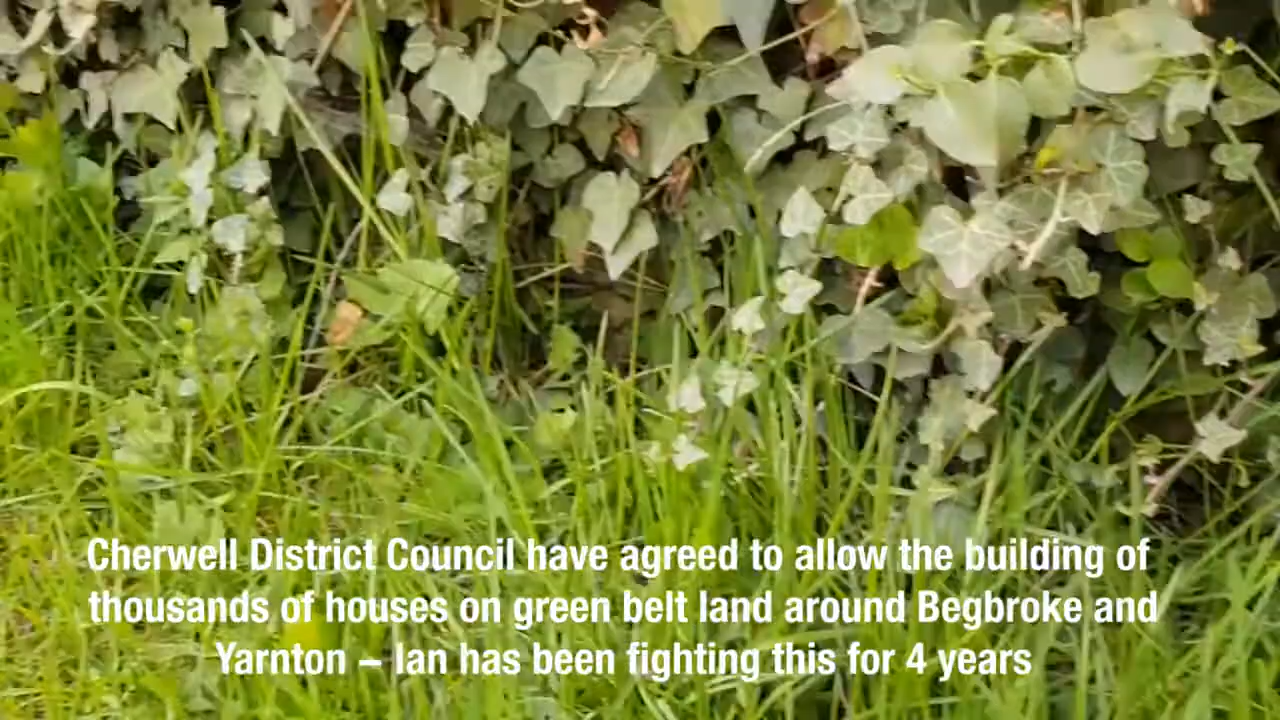 Cherwell District Council have agreed to allow the building of
thousands of houses on green belt land around Begbroke and
Yarnton – Ian has been fighting this for 4 years